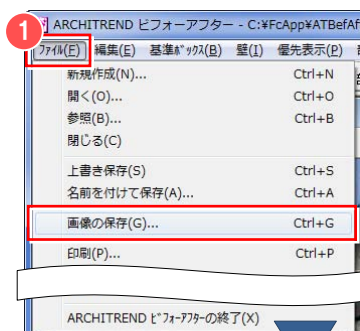 1
ARCHITREND ビフォーアフター - C:¥FcApp¥ATBefAf
ファイル(F) 編集(E) 基準ボックス(B) 壁(I) 優先表示(P)
新規作成(N)... Ctrl+N
開く(O)... Ctrl+O
参照(B)... Ctrl+B
閉じる(C)
上書き保存(S) Ctrl+S
名前を付けて保存(A)... Ctrl+A
画像の保存(G)... Ctrl+G
印刷(P)... Ctrl+P
ARCHITREND ビフォーアフターの終了(X)